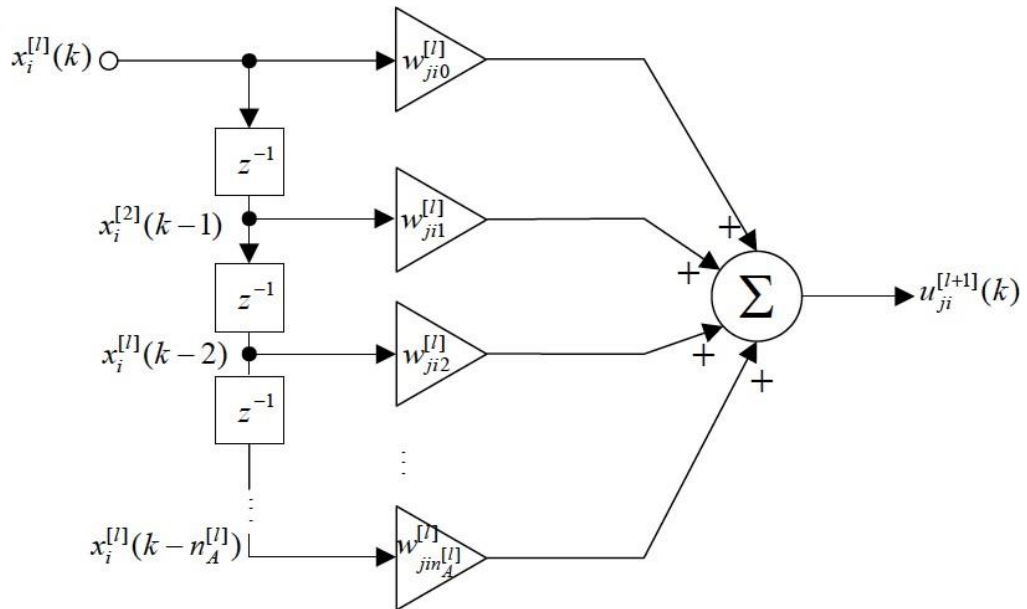 x_i^{[l]}(k)
w_{ji0}^{[l]}
z^{-1}
+
x_i^{[2]}(k-1)
w_{ji1}^{[l]}
+
z^{-1}
Σ
u_{ji}^{[l+1]}(k)
x_i^{[l]}(k-2)
w_{ji2}^{[l]}
+
+
z^{-1}
⋮
⋮
x_i^{[l]}(k-n_A^{[l]})
w_{jin_A^{[l]}}^{[l]}